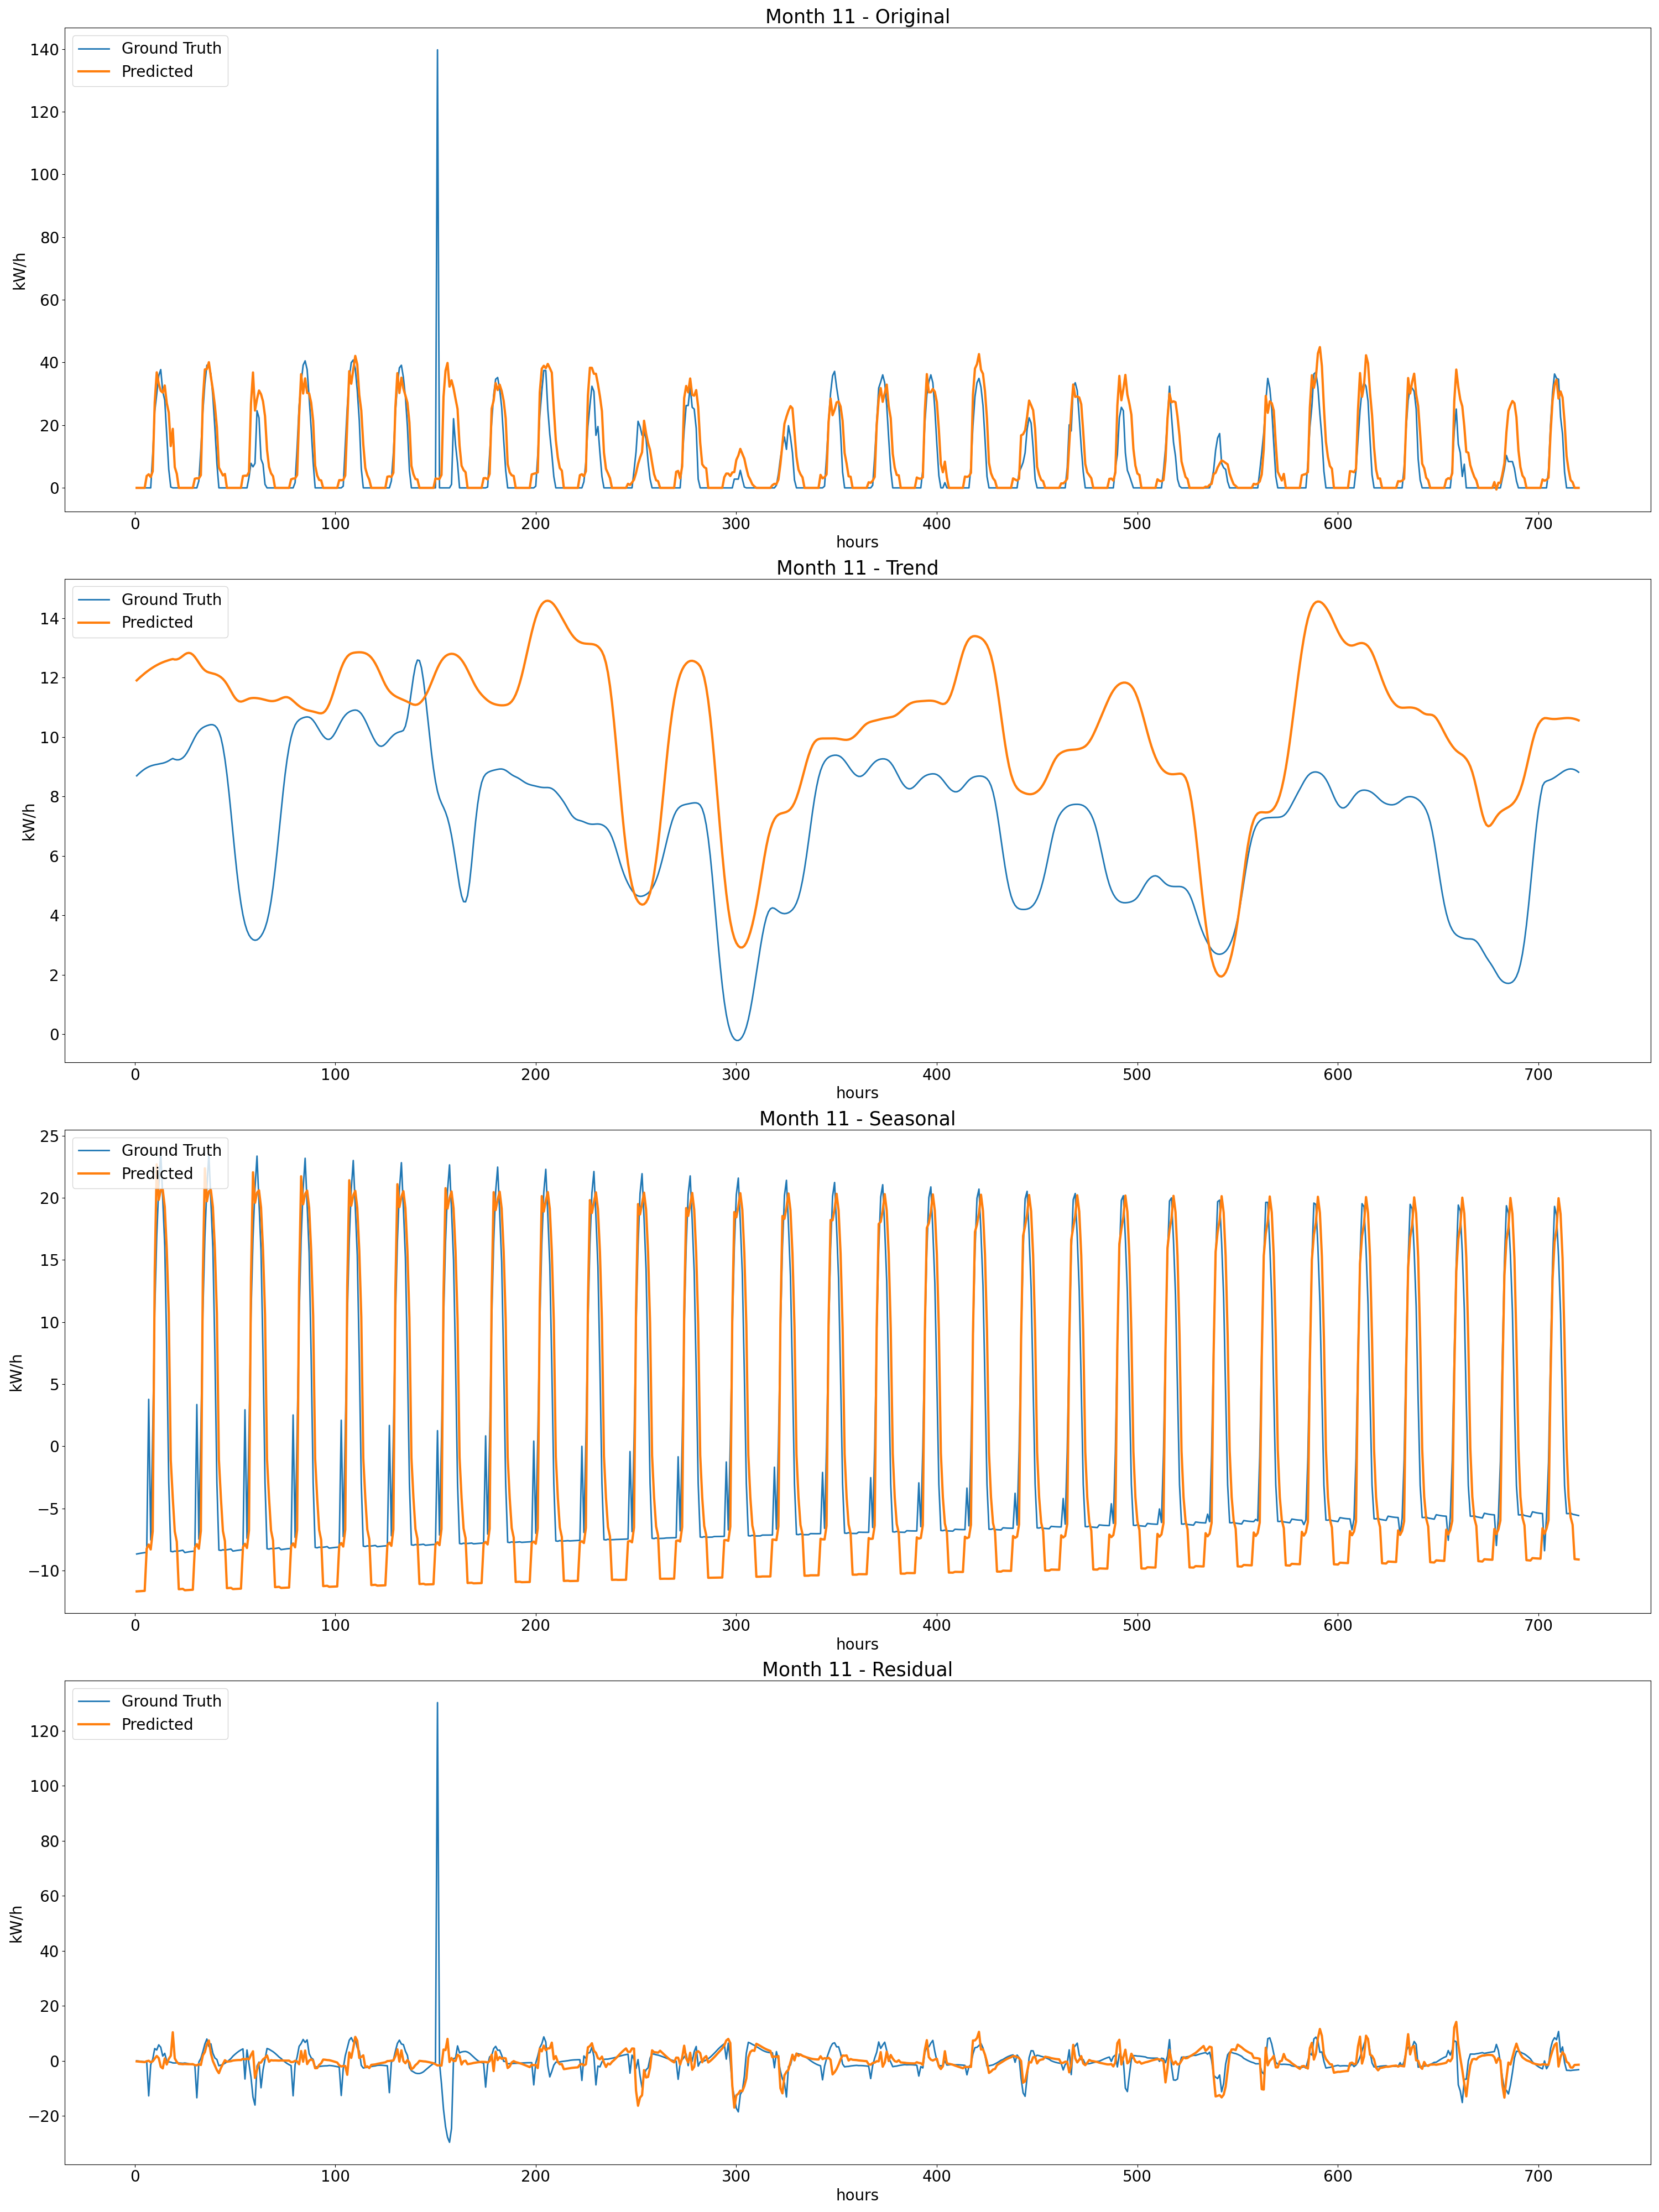 Month 11 - Original
Ground Truth
Predicted
140
120
100
80
60
40
20
0
kW/h
0 100 200 300 400 500 600 700
hours
Month 11 - Trend
Ground Truth
Predicted
14
12
10
8
6
4
2
0
kW/h
0 100 200 300 400 500 600 700
hours
Month 11 - Seasonal
Ground Truth
Predicted
25
20
15
10
5
0
−5
−10
kW/h
0 100 200 300 400 500 600 700
hours
Month 11 - Residual
Ground Truth
Predicted
120
100
80
60
40
20
0
−20
kW/h
0 100 200 300 400 500 600 700
hours